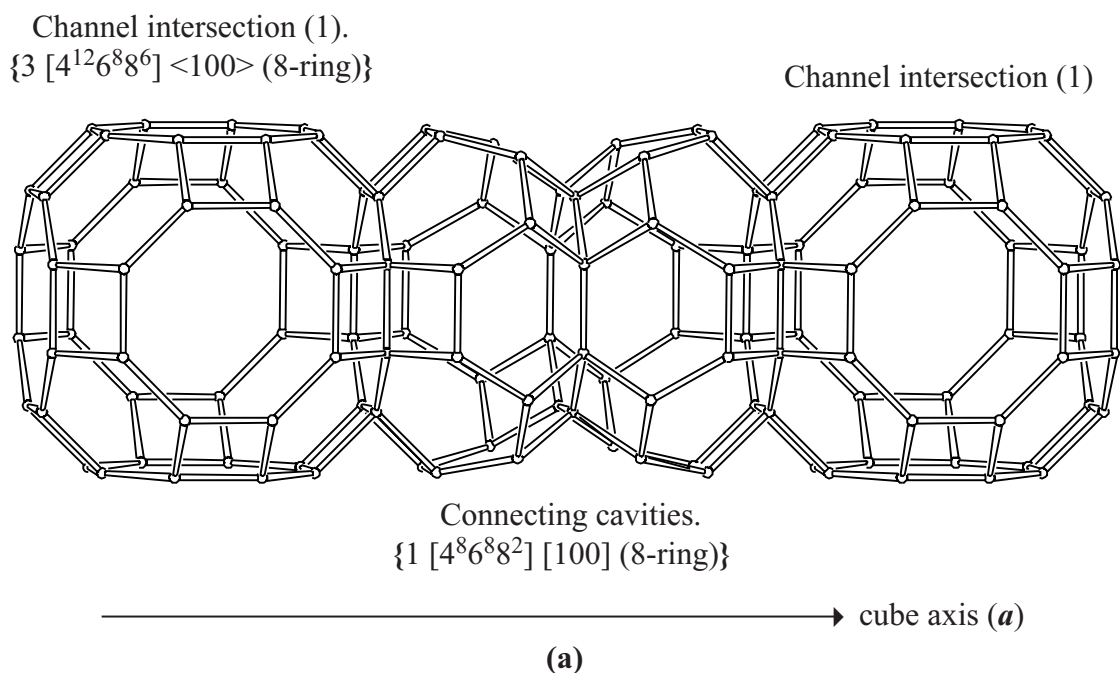 Channel intersection (1).
{3 [4¹²6⁸8⁶] <100> (8-ring)}
Channel intersection (1)
Connecting cavities.
{1 [4⁸6⁸8²] [100] (8-ring)}
cube axis (a)
(a)